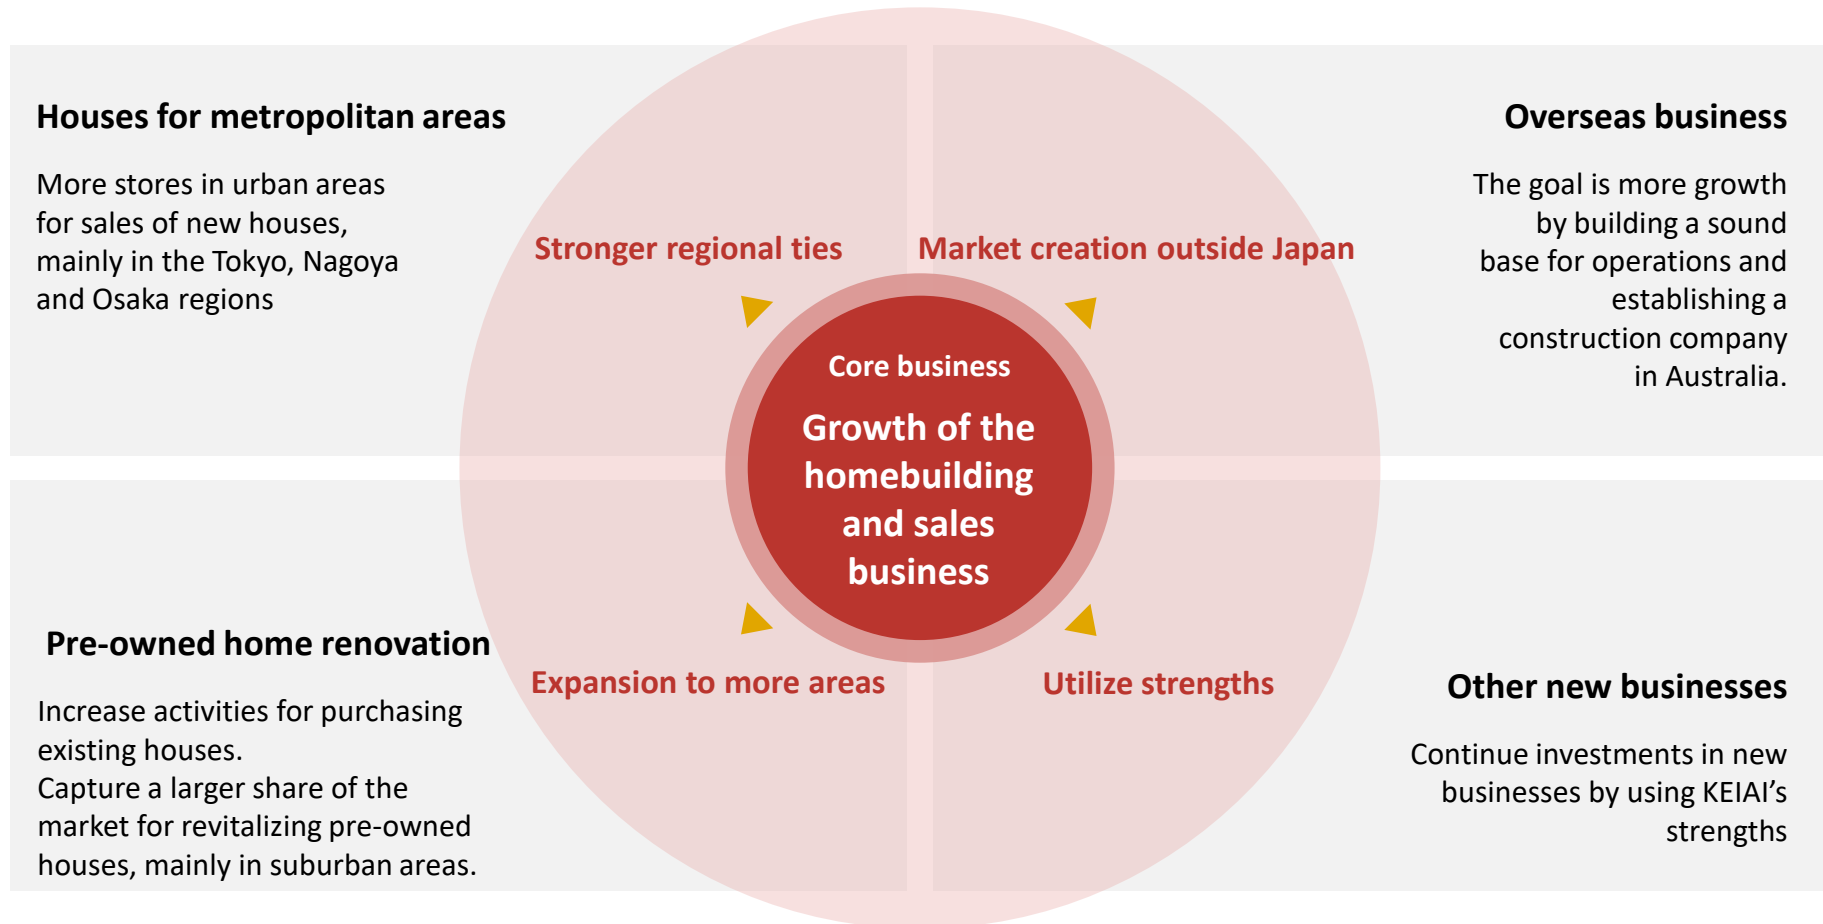 Houses for metropolitan areas
More stores in urban areas
for sales of new houses,
mainly in the Tokyo, Nagoya
and Osaka regions
Stronger regional ties
Overseas business
The goal is more growth
by building a sound
base for operations and
establishing a
construction company
in Australia.
Market creation outside Japan
Core business
Growth of the
homebuilding
and sales
business
Pre-owned home renovation
Increase activities for purchasing
existing houses.
Capture a larger share of the
market for revitalizing pre-owned
houses, mainly in suburban areas.
Expansion to more areas
Utilize strengths
Other new businesses
Continue investments in new
businesses by using KEIAI’s
strengths